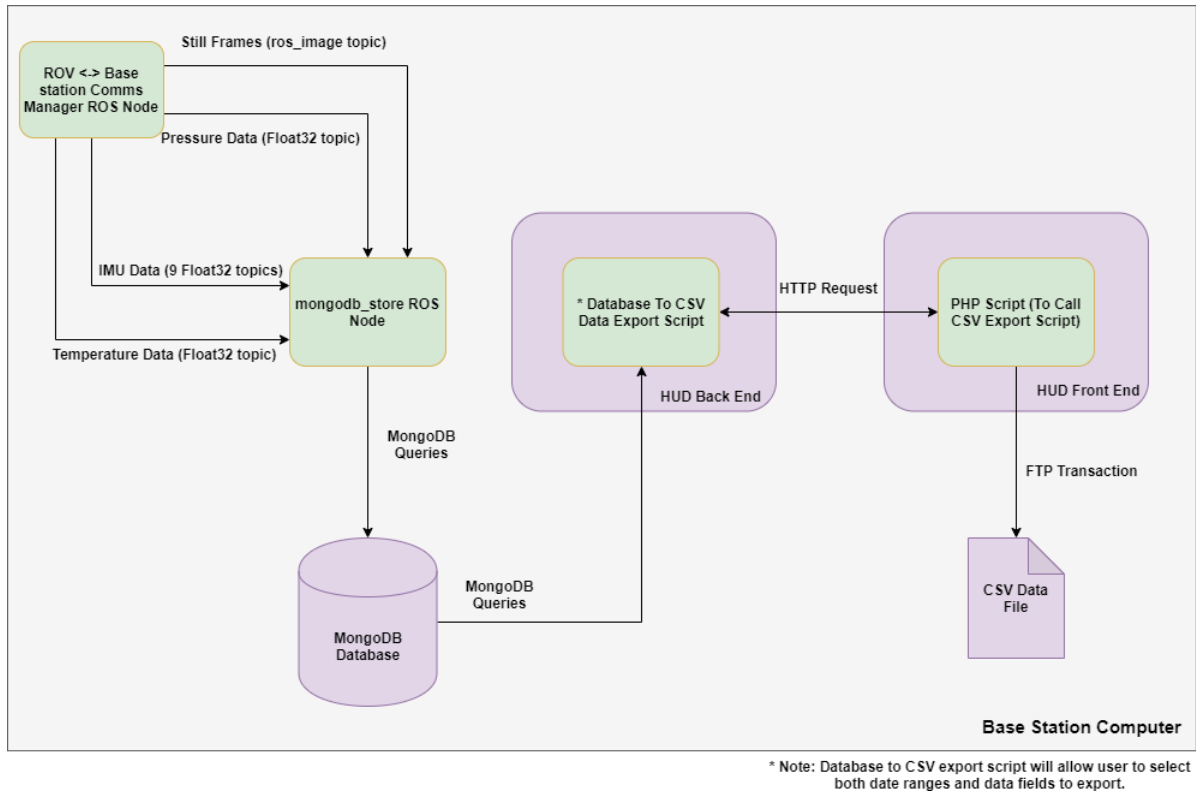 Still Frames (ros_image topic)
ROV <-> Base
station Comms
Manager ROS Node
Pressure Data (Float32 topic)
IMU Data (9 Float32 topics)
mongodb_store ROS
Node
Temperature Data (Float32 topic)
* Database To CSV
Data Export Script
HUD Back End
HTTP Request
PHP Script (To Call
CSV Export Script)
HUD Front End
MongoDB
Queries
FTP Transaction
MongoDB
Queries
MongoDB
Database
CSV Data
File
Base Station Computer
* Note: Database to CSV export script will allow user to select
both date ranges and data fields to export.